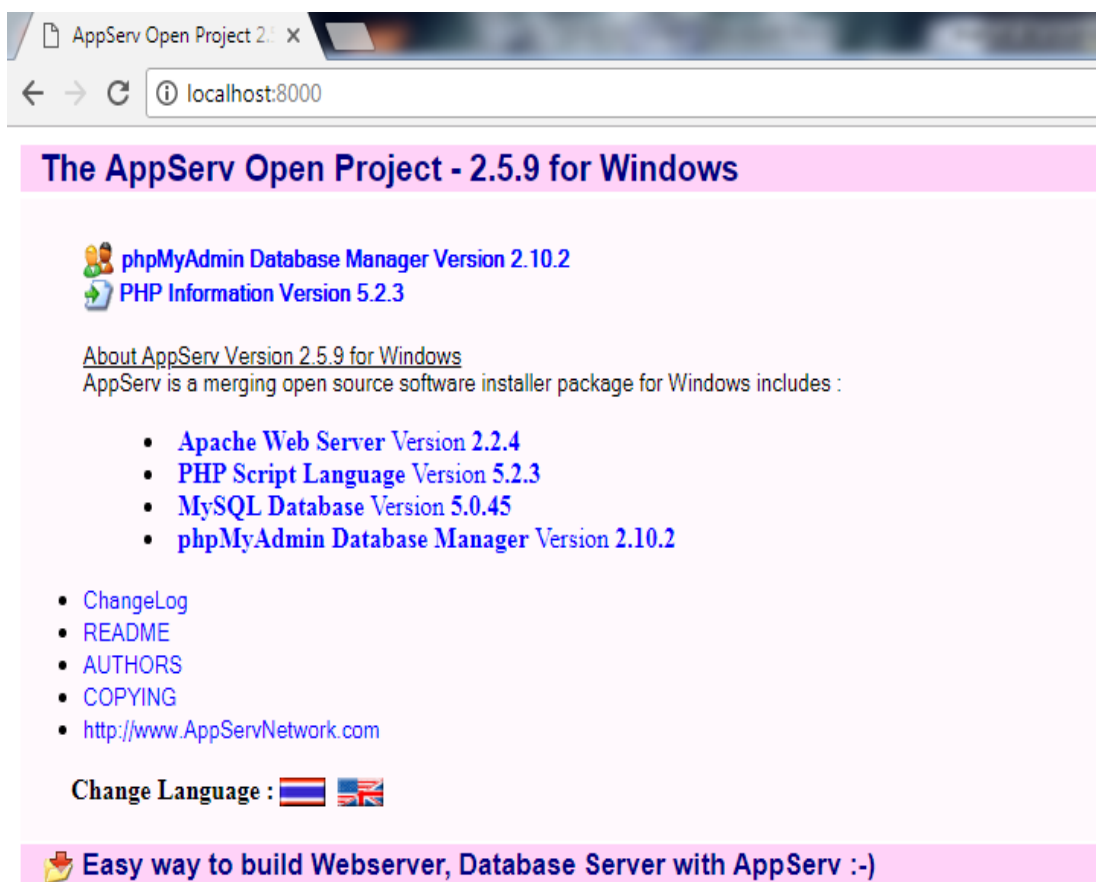 AppServ Open Project 2.5
localhost:8000
The AppServ Open Project - 2.5.9 for Windows
phpMyAdmin Database Manager Version 2.10.2
PHP Information Version 5.2.3
About AppServ Version 2.5.9 for Windows
AppServ is a merging open source software installer package for Windows includes :
Apache Web Server Version 2.2.4
PHP Script Language Version 5.2.3
MySQL Database Version 5.0.45
phpMyAdmin Database Manager Version 2.10.2
ChangeLog
README
AUTHORS
COPYING
http://www.AppServNetwork.com
Change Language :
Easy way to build Webserver, Database Server with AppServ :-)